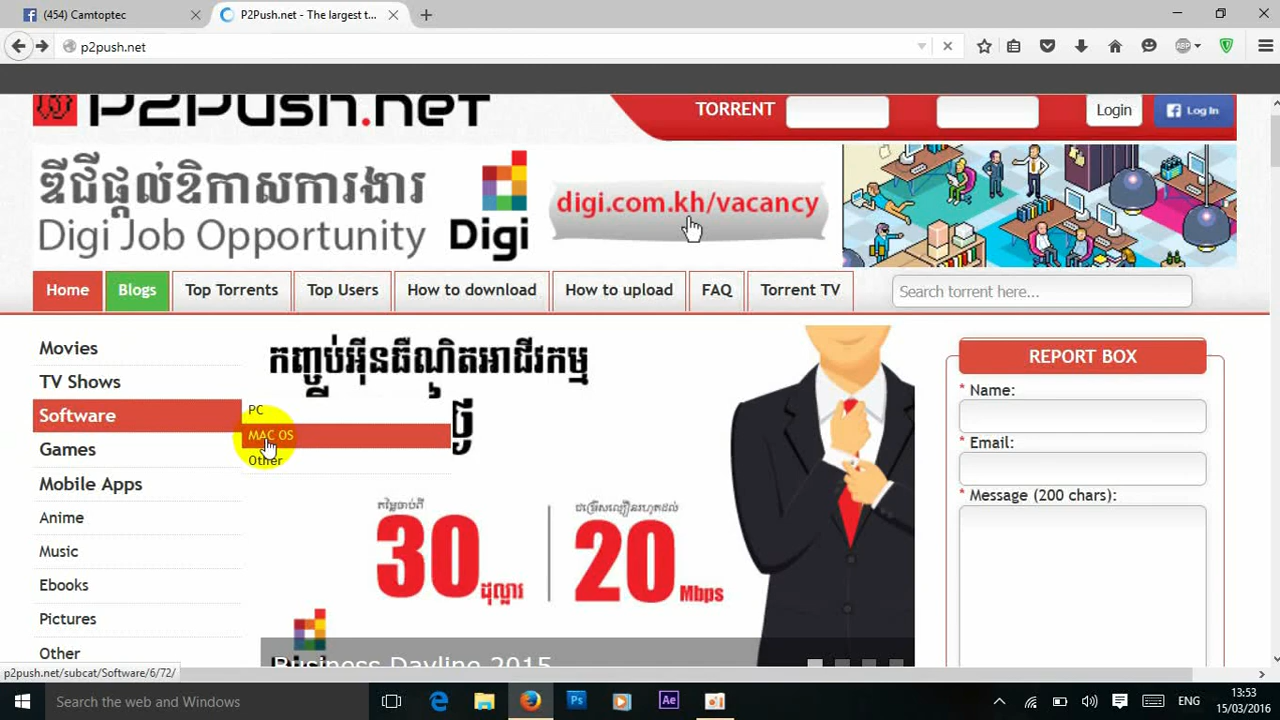 (454) Camtoptec
P2Push.net - The largest t...
p2push.net
P2Push.net
TORRENT
Login
Log In
ឌីជីផ្តល់ឱកាសការងារ
Digi Job Opportunity
Digi
digi.com.kh/vacancy
Home
Blogs
Top Torrents
Top Users
How to download
How to upload
FAQ
Torrent TV
Search torrent here...
Movies
TV Shows
Software
Games
Mobile Apps
Anime
Music
Ebooks
Pictures
Other
PC
MAC OS
Other
កញ្ចប់អ៊ីនធឺណិតអាជីវកម្ម
តម្លៃចាប់ពី
30
ដុល្លារ
ជម្រើសល្បឿនរហូតដល់
20
Mbps
Business Dayline 2015
REPORT BOX
* Name:
* Email:
* Message (200 chars):
p2push.net/subcat/Software/6/72/
Search the web and Windows
ENG
13:53
15/03/2016